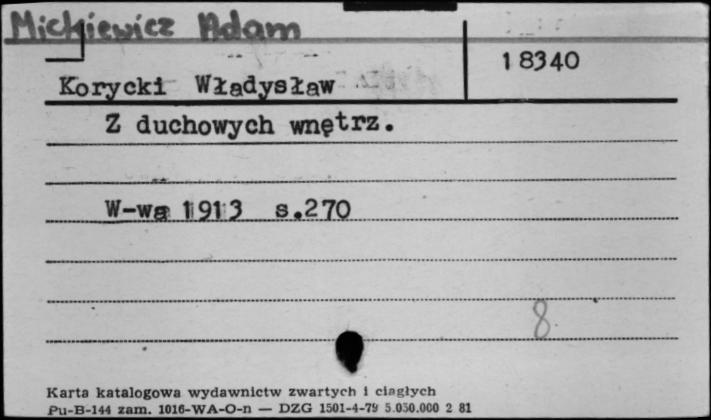 Mickiewicz Adam
18340
Korycki Władysław
Z duchowych wnętrz.
W-wa 1913 s.270
8
Karta katalogowa wydawnictw zwartych i ciągłych
Pu-B-144 zam. 1016-WA-O-n — DZG 1501-4-79 5.050.000 2 81